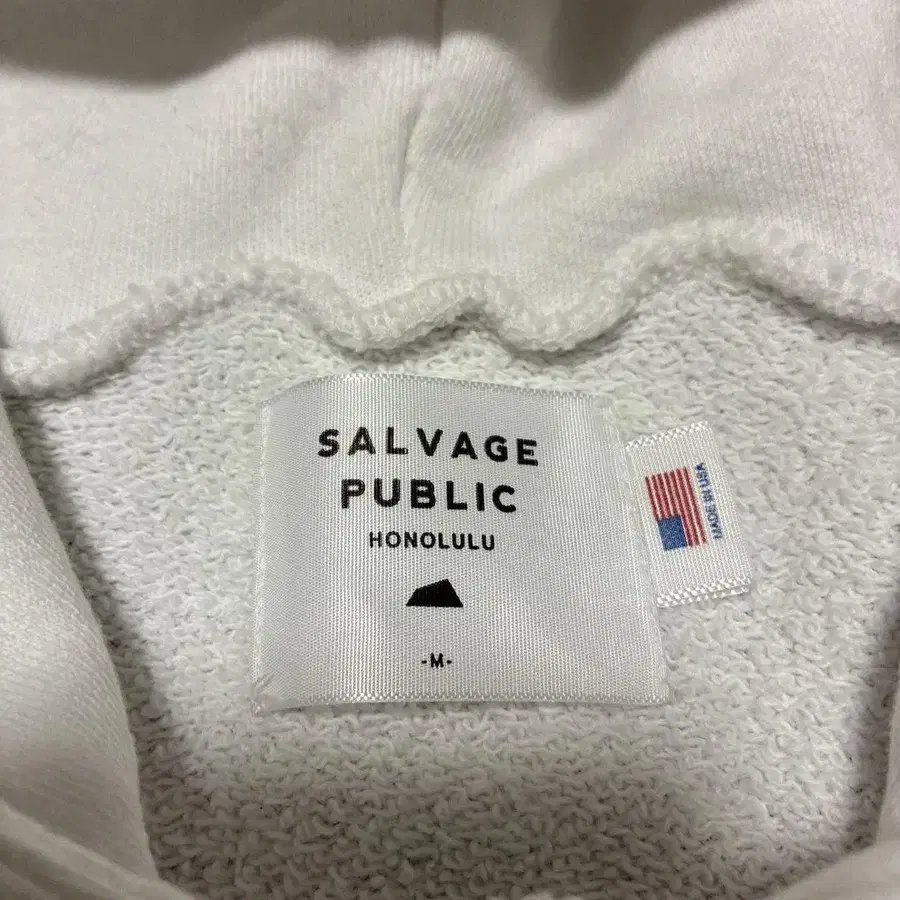 SALVAGE
PUBLIC
HONOLULU
-M-
MADE IN USA